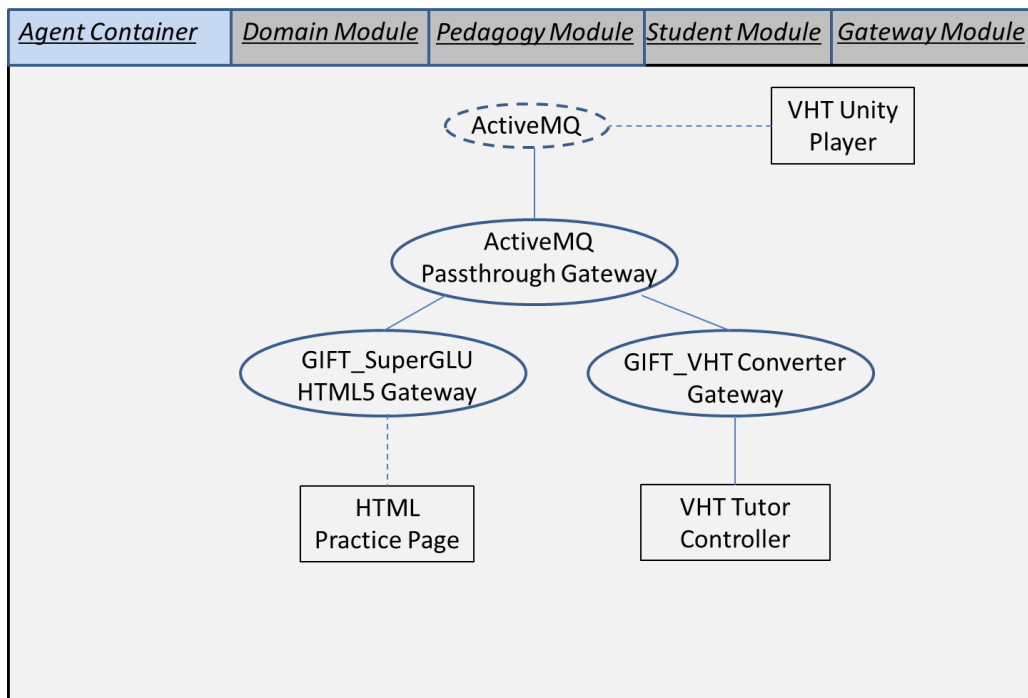 Agent Container
Domain Module
Pedagogy Module
Student Module
Gateway Module
ActiveMQ
VHT Unity
Player
ActiveMQ
Passthrough Gateway
GIFT_SuperGLU
HTML5 Gateway
GIFT_VHT Converter
Gateway
HTML
Practice Page
VHT Tutor
Controller